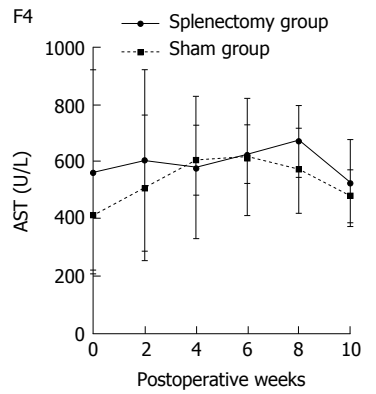 F4
Splenectomy group
Sham group
1000
800
600
400
200
0
AST (U/L)
0 2 4 6 8 10
Postoperative weeks